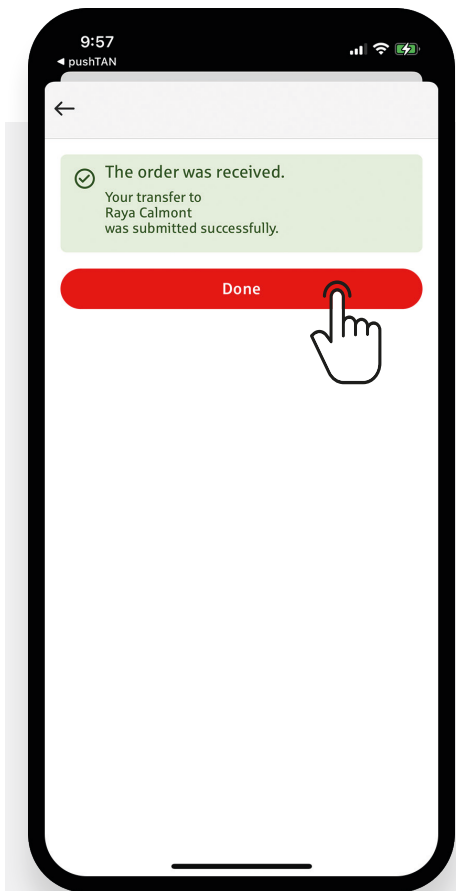 9:57
◀ pushTAN
The order was received.
Your transfer to
Raya Calmont
was submitted successfully.
Done